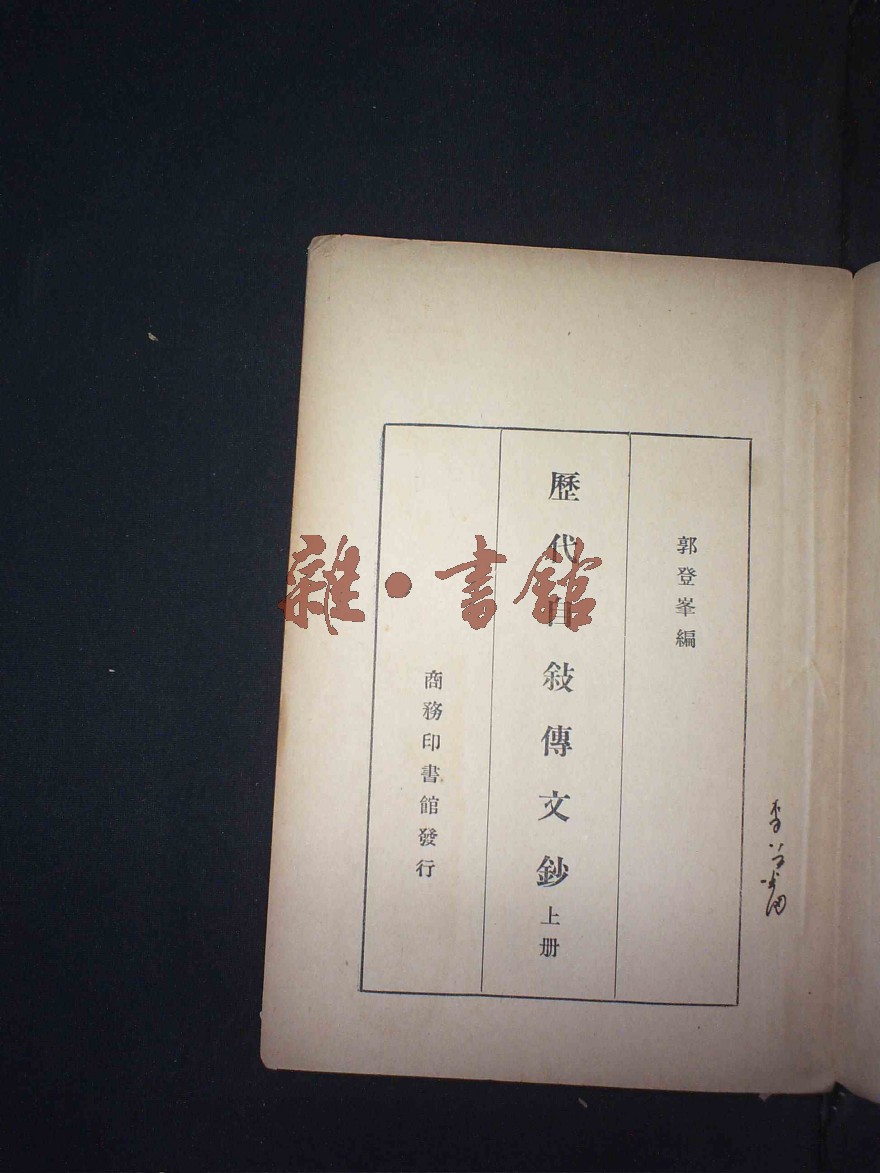 郭登峯編
歷代自敍傳文鈔上册
商務印書館發行
雜·書館